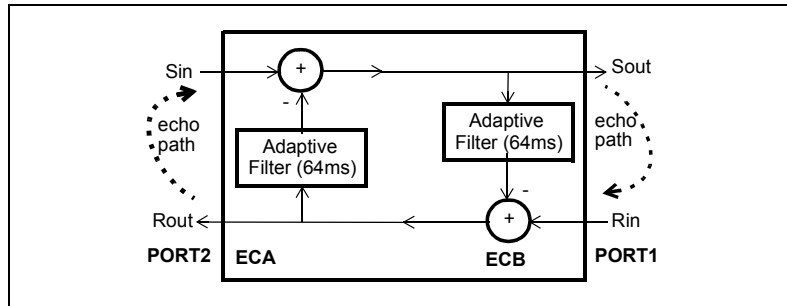 Sin
+
Sout
-
echo
path
Adaptive
Filter (64ms)
Adaptive
Filter (64ms)
echo
path
-
Rout
+
Rin
PORT2
ECA
ECB
PORT1